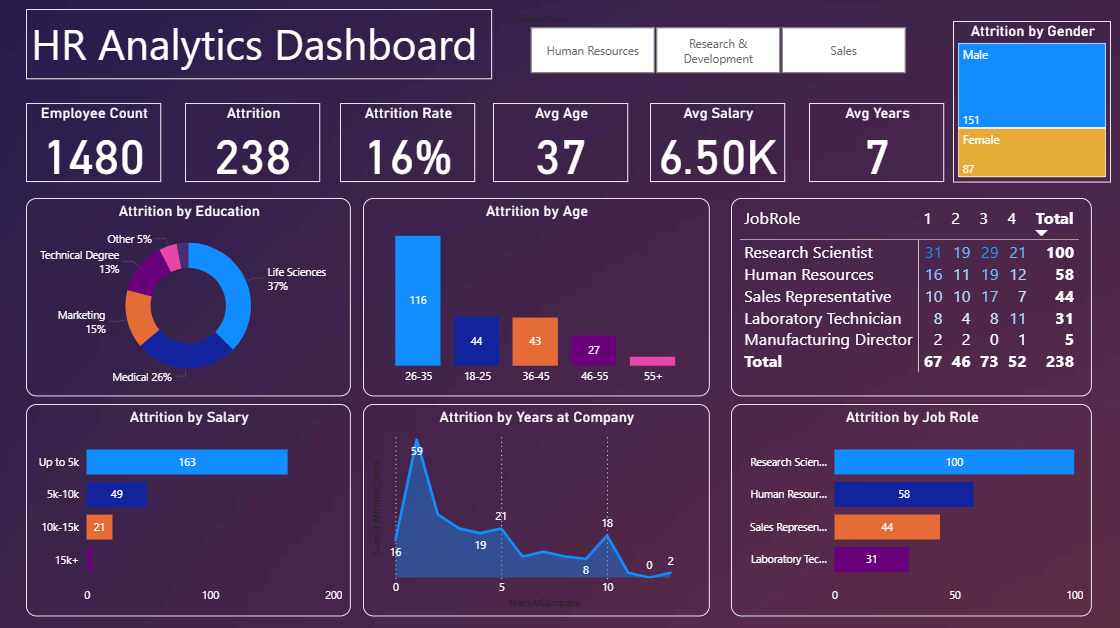 HR Analytics Dashboard
Department
Human Resources
Research &
Development
Sales
Attrition by Gender
Male
151
Female
87
Employee Count
1480
Attrition
238
Attrition Rate
16%
Avg Age
37
Avg Salary
6.50K
Avg Years
7
Attrition by Education
Other 5%
Technical Degree
13%
Life Sciences
37%
Marketing
15%
Medical 26%
Attrition by Age
116
44
43
27
26-35 18-25 36-45 46-55 55+
JobRole 1 2 3 4 Total
Research Scientist 31 19 29 21 100
Human Resources 16 11 19 12 58
Sales Representative 10 10 17 7 44
Laboratory Technician 8 4 8 11 31
Manufacturing Director 2 2 0 1 5
Total 67 46 73 52 238
Attrition by Salary
Up to 5k 163
5k-10k 49
10k-15k 21
15k+
0 100 200
Attrition by Years at Company
Sum of Attrition Count
59
16
19
21
8
18
0
2
0 5 10
YearsAtCompany
Attrition by Job Role
Research Scien... 100
Human Resour... 58
Sales Represen... 44
Laboratory Tec... 31
0 50 100